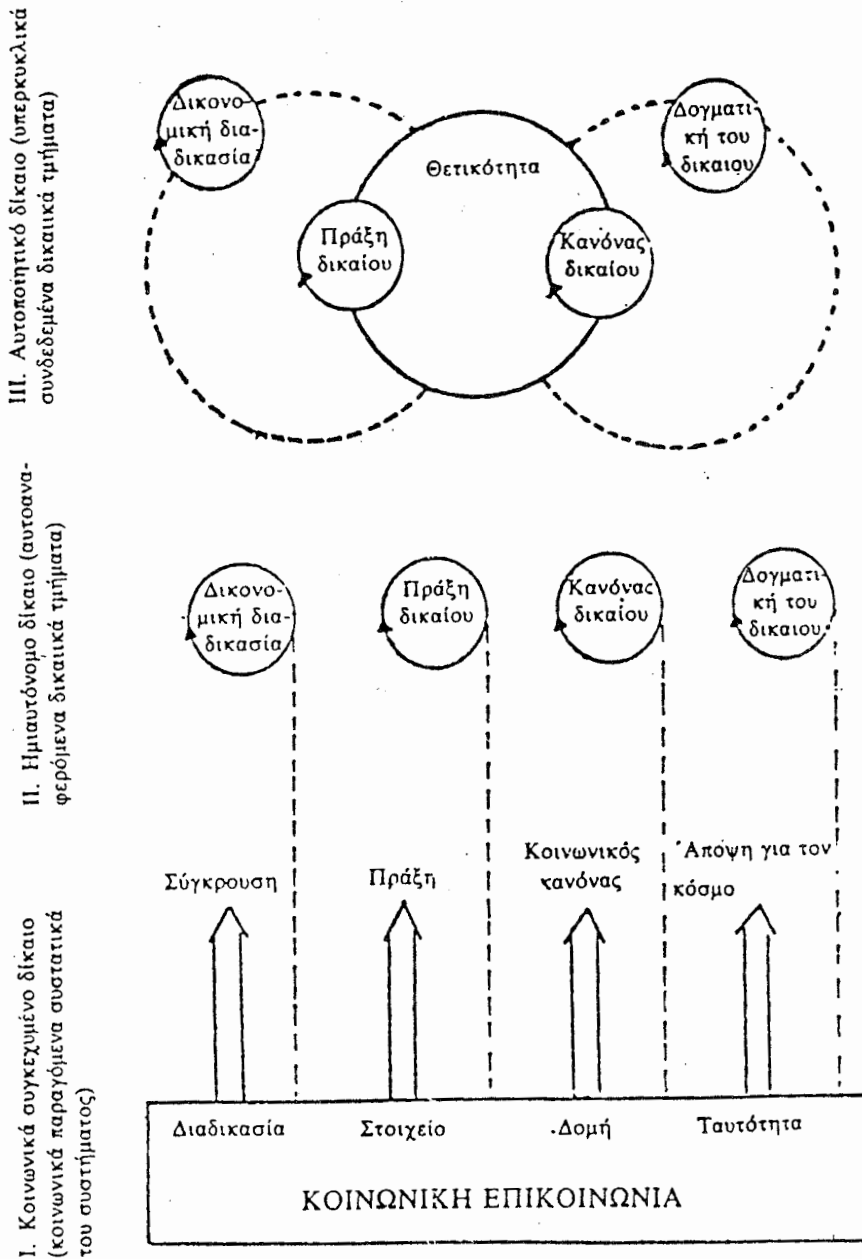 III. Αυτοποιητικό δίκαιο (υπερκυκλικά
συνδεδεμένα δικαιικά τμήματα)
Δικονο-
μική δια-
δικασία
Θετικότητα
Πράξη
δικαίου
Κανόνας
δικαίου
Δογματι-
κή του
δικαιου
II. Ημιαυτόνομο δίκαιο (αυτοανα-
φερόμενα δικαιικά τμήματα)
Δικονο-
μική δια-
δικασία
Πράξη
δικαίου
Κανόνας
δικαίου
Δογματι-
κή του
δικαιου
I. Κοινωνικά συγκεχυμένο δίκαιο
(κοινωνικά παραγόμενα συστατικά
του συστήματος)
Σύγκρουση
Πράξη
Κοινωνικός
κανόνας
Άποψη για τον
κόσμο
Διαδικασία
Στοιχείο
Δομή
Ταυτότητα
ΚΟΙΝΩΝΙΚΗ ΕΠΙΚΟΙΝΩΝΙΑ